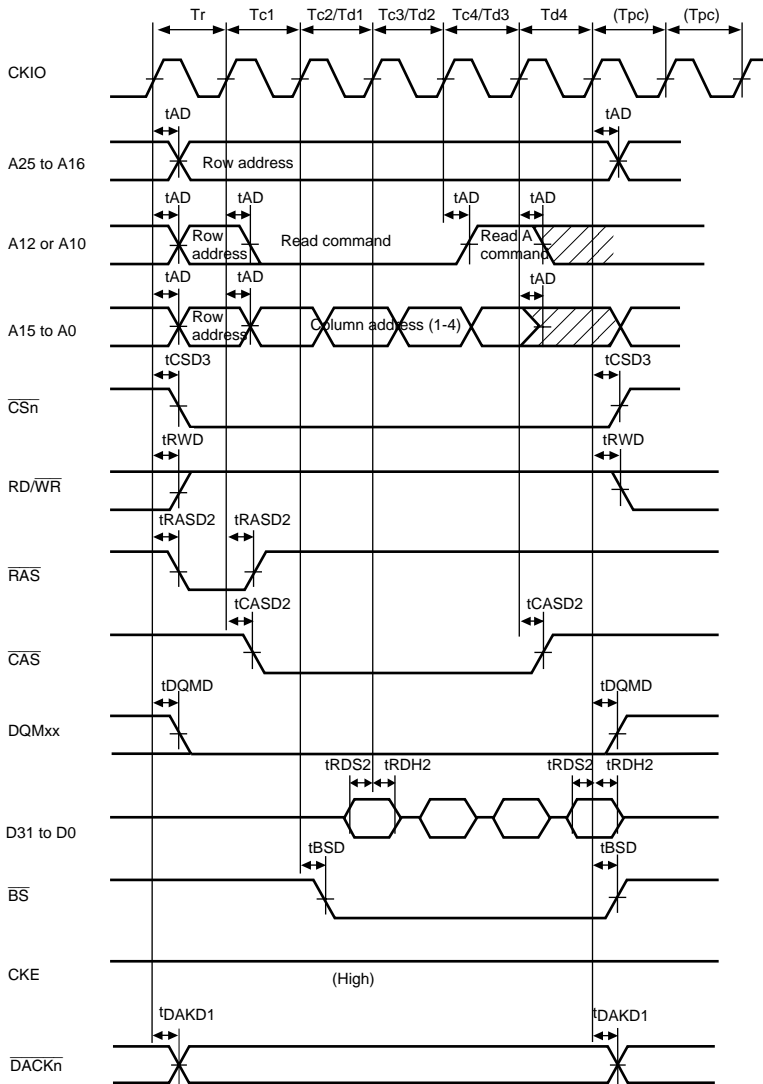 Tr Tc1 Tc2/Td1 Tc3/Td2 Tc4/Td3 Td4 (Tpc) (Tpc)
CKIO
tAD tAD
A25 to A16 Row address
tAD tAD tAD tAD
A12 or A10 Row address Read command Read A command
tAD tAD tAD
A15 to A0 Row address Column address (1-4)
tCSD3 tCSD3
CSn
tRWD tRWD
RD/WR
tRASD2 tRASD2
RAS
tCASD2 tCASD2
CAS
tDQMD tDQMD
DQMxx
tRDS2 tRDH2 tRDS2 tRDH2
D31 to D0
tBSD tBSD
BS
CKE (High)
tDAKD1 tDAKD1
DACKn